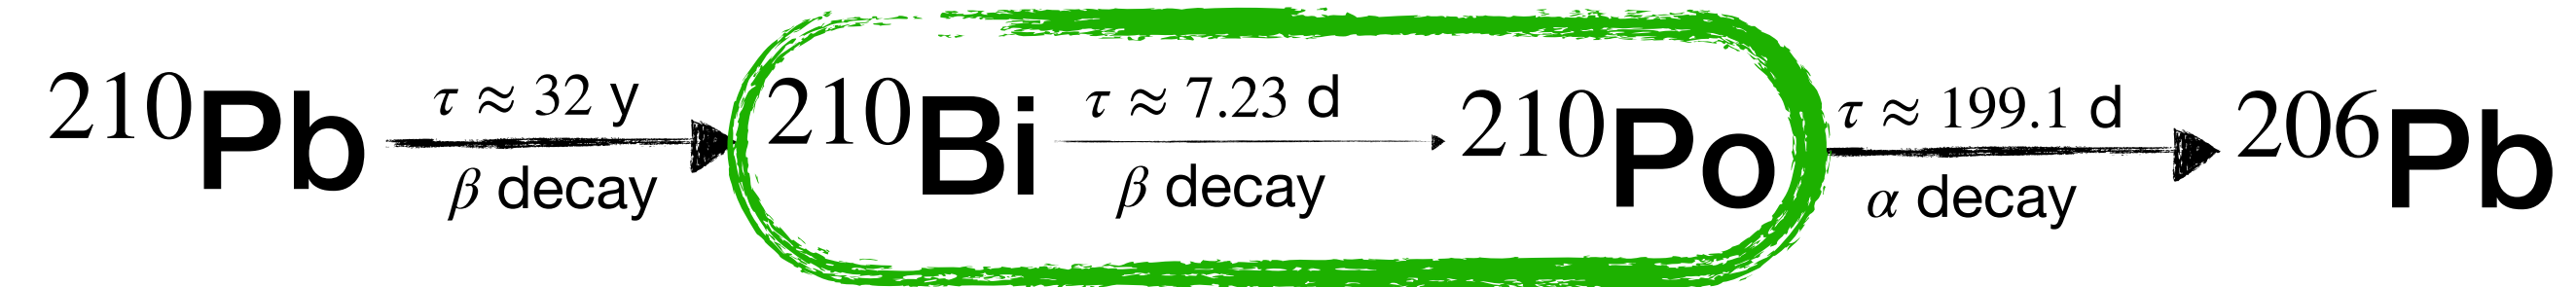 τ ≈ 32 y τ ≈ 7.23 d τ ≈ 199.1 d
²¹⁰Pb ²¹⁰Bi ²¹⁰Po ²⁰⁶Pb
β decay β decay α decay